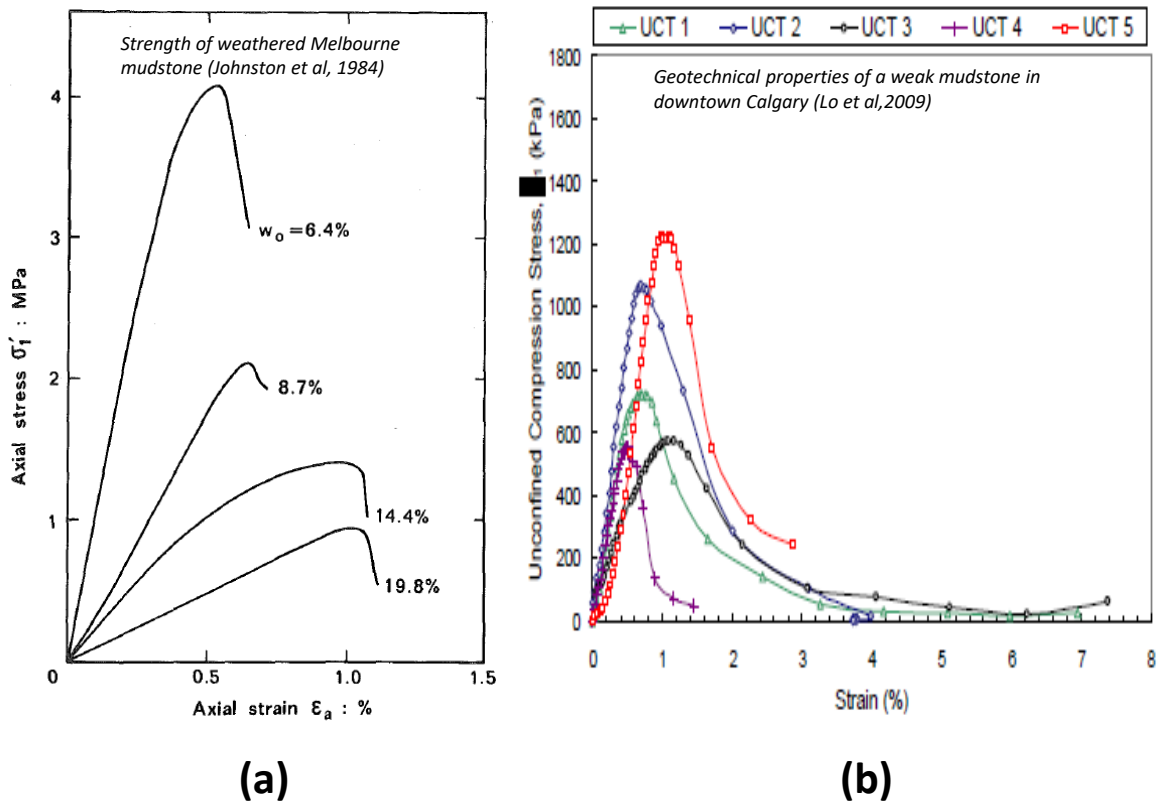 Strength of weathered Melbourne
mudstone (Johnston et al, 1984)
4
3
2
1
0
0.5
1.0
1.5
Axial stress σ′₁ : MPa
w₀ = 6.4%
8.7%
14.4%
19.8%
Axial strain εₐ : %
(a)
UCT 1 UCT 2 UCT 3 UCT 4 UCT 5
Geotechnical properties of a weak mudstone in
downtown Calgary (Lo et al,2009)
Unconfined Compression Stress, ₁ (kPa)
1800
1600
1400
1200
1000
800
600
400
200
0
0 1 2 3 4 5 6 7 8
Strain (%)
(b)